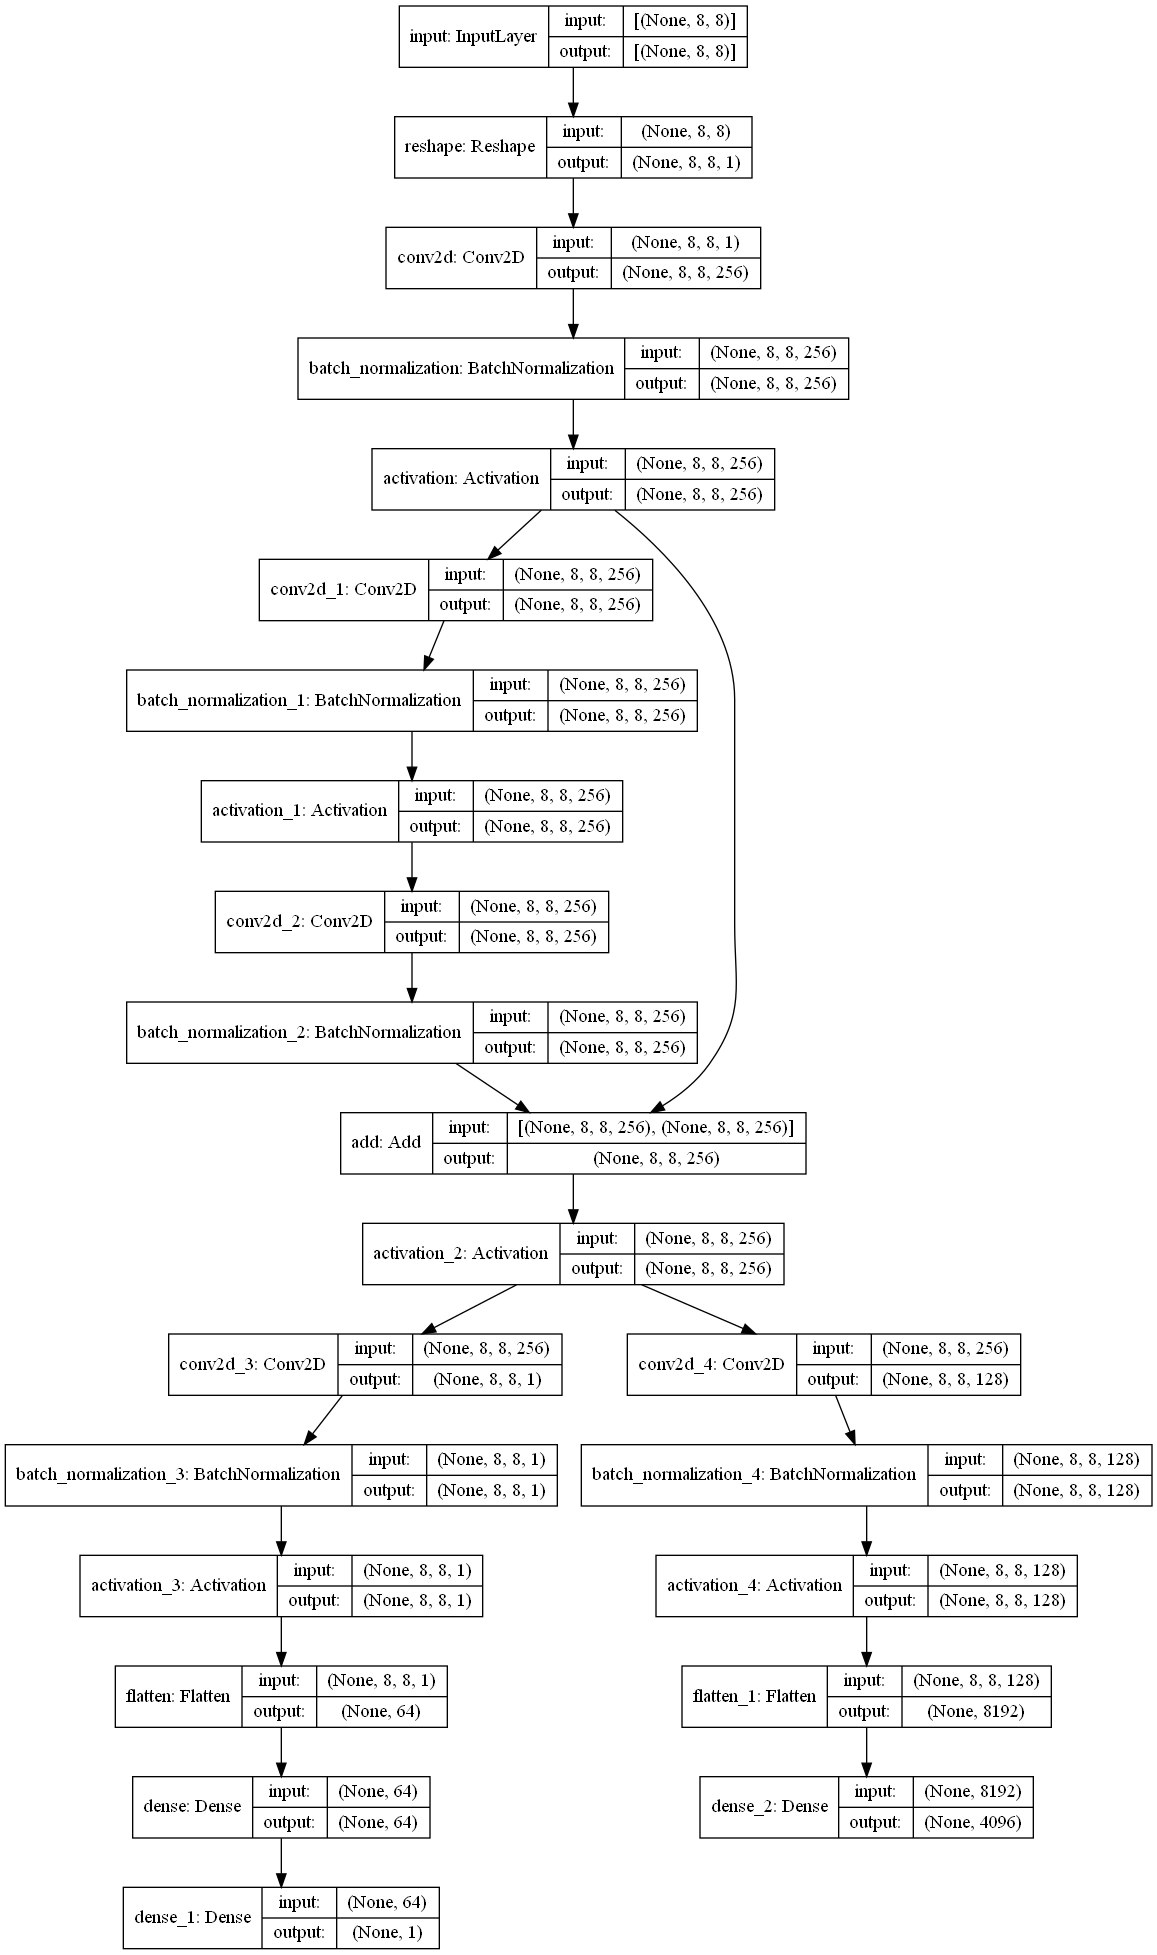 input: InputLayer
input:
[(None, 8, 8)]
output:
[(None, 8, 8)]
reshape: Reshape
input:
(None, 8, 8)
output:
(None, 8, 8, 1)
conv2d: Conv2D
input:
(None, 8, 8, 1)
output:
(None, 8, 8, 256)
batch_normalization: BatchNormalization
input:
(None, 8, 8, 256)
output:
(None, 8, 8, 256)
activation: Activation
input:
(None, 8, 8, 256)
output:
(None, 8, 8, 256)
conv2d_1: Conv2D
input:
(None, 8, 8, 256)
output:
(None, 8, 8, 256)
batch_normalization_1: BatchNormalization
input:
(None, 8, 8, 256)
output:
(None, 8, 8, 256)
activation_1: Activation
input:
(None, 8, 8, 256)
output:
(None, 8, 8, 256)
conv2d_2: Conv2D
input:
(None, 8, 8, 256)
output:
(None, 8, 8, 256)
batch_normalization_2: BatchNormalization
input:
(None, 8, 8, 256)
output:
(None, 8, 8, 256)
add: Add
input:
[(None, 8, 8, 256), (None, 8, 8, 256)]
output:
(None, 8, 8, 256)
activation_2: Activation
input:
(None, 8, 8, 256)
output:
(None, 8, 8, 256)
conv2d_3: Conv2D
input:
(None, 8, 8, 256)
output:
(None, 8, 8, 1)
conv2d_4: Conv2D
input:
(None, 8, 8, 256)
output:
(None, 8, 8, 128)
batch_normalization_3: BatchNormalization
input:
(None, 8, 8, 1)
output:
(None, 8, 8, 1)
batch_normalization_4: BatchNormalization
input:
(None, 8, 8, 128)
output:
(None, 8, 8, 128)
activation_3: Activation
input:
(None, 8, 8, 1)
output:
(None, 8, 8, 1)
activation_4: Activation
input:
(None, 8, 8, 128)
output:
(None, 8, 8, 128)
flatten: Flatten
input:
(None, 8, 8, 1)
output:
(None, 64)
flatten_1: Flatten
input:
(None, 8, 8, 128)
output:
(None, 8192)
dense: Dense
input:
(None, 64)
output:
(None, 64)
dense_2: Dense
input:
(None, 8192)
output:
(None, 4096)
dense_1: Dense
input:
(None, 64)
output:
(None, 1)